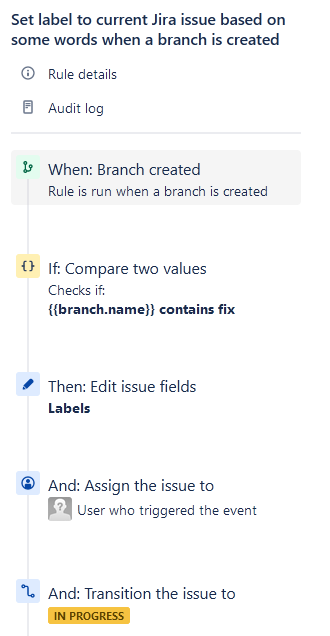 Set label to current Jira issue based on
some words when a branch is created
Rule details
Audit log
When: Branch created
Rule is run when a branch is created
If: Compare two values
Checks if:
{{branch.name}} contains fix
Then: Edit issue fields
Labels
And: Assign the issue to
User who triggered the event
And: Transition the issue to
IN PROGRESS